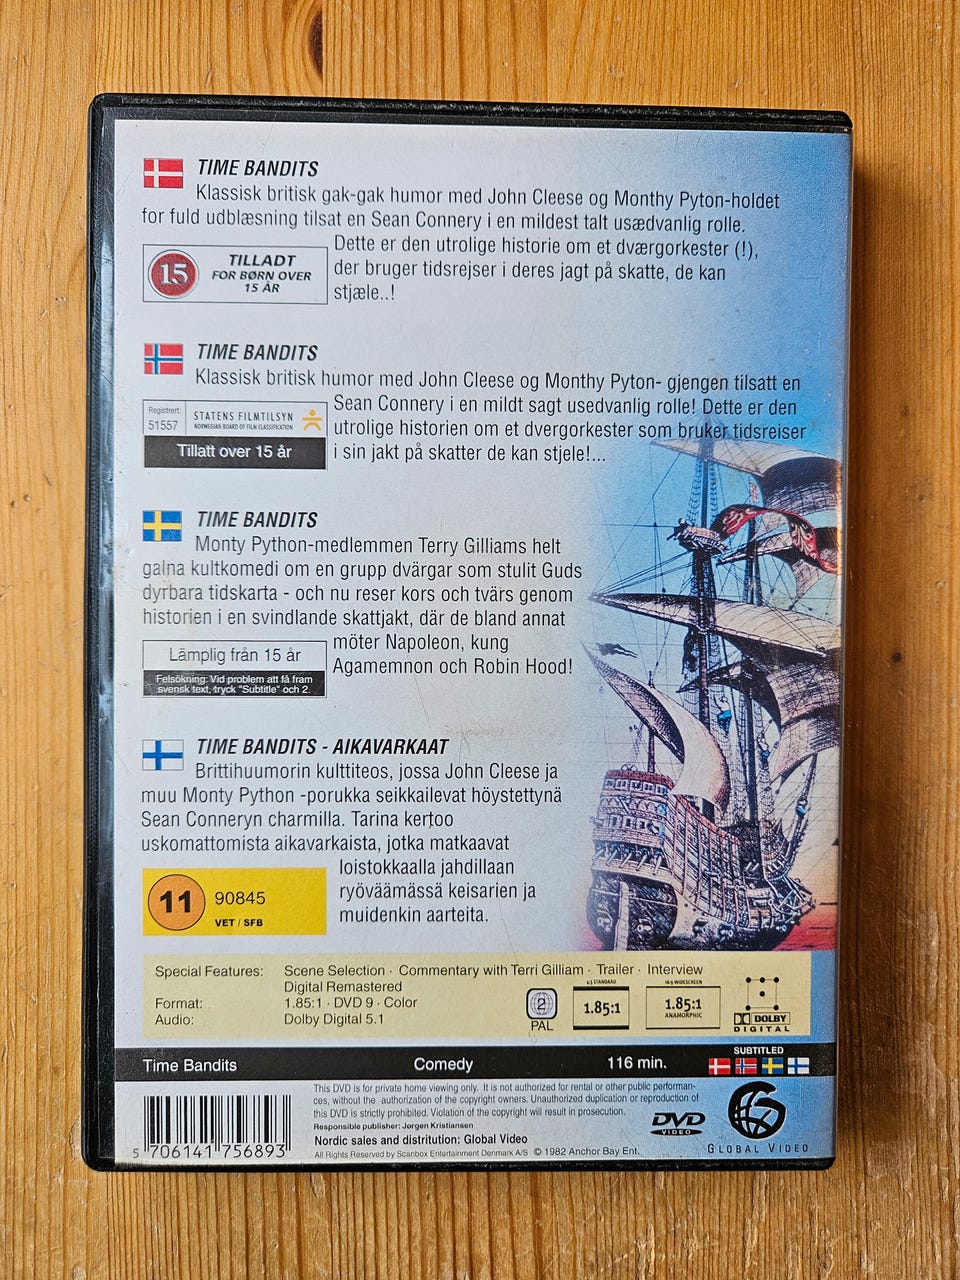 TIME BANDITS
Klassisk britisk gak-gak humor med John Cleese og Monthy Pyton-holdet
for fuld udblæsning tilsat en Sean Connery i en mildest talt usædvanlig rolle.
Dette er den utrolige historie om et dværgorkester (!),
der bruger tidsrejser i deres jagt på skatte, de kan
stjæle..!
15
TILLADT
FOR BØRN OVER
15 ÅR
TIME BANDITS
Klassisk britisk humor med John Cleese og Monthy Pyton- gjengen tilsatt en
Sean Connery i en mildt sagt usedvanlig rolle! Dette er den
utrolige historien om et dvergorkester som bruker tidsreiser
i sin jakt på skatter de kan stjele!...
Registrert:
51557
STATENS FILMTILSYN
NORWEGIAN BOARD OF FILM CLASSIFICATION
Tillatt over 15 år
TIME BANDITS
Monty Python-medlemmen Terry Gilliams helt
galna kultkomedi om en grupp dvärgar som stulit Guds
dyrbara tidskarta - och nu reser kors och tvärs genom
historien i en svindlande skattjakt, där de bland annat
möter Napoleon, kung
Agamemnon och Robin Hood!
Lämplig från 15 år
Felsökning: Vid problem att få fram
svensk text, tryck "Subtitle" och 2.
TIME BANDITS - AIKAVARKAAT
Brittihuumorin kulttiteos, jossa John Cleese ja
muu Monty Python -porukka seikkailevat höystettynä
Sean Conneryn charmilla. Tarina kertoo
uskomattomista aikavarkaista, jotka matkaavat
loistokkaalla jahdillaan
ryöväämässä keisarien ja
muidenkin aarteita.
11
90845
VET / SFB
Special Features: Scene Selection · Commentary with Terri Gilliam · Trailer · Interview
Digital Remastered
Format: 1.85:1 · DVD 9 · Color
Audio: Dolby Digital 5.1
2
PAL
4:3 STANDARD
1.85:1
16:9 WIDESCREEN
1.85:1
ANAMORPHIC
DOLBY
DIGITAL
Time Bandits Comedy 116 min.
SUBTITLED
This DVD is for private home viewing only. It is not authorized for rental or other public performan-
ces, without the authorization of the copyright owners. Unauthorized duplication or reproduction of
this DVD is strictly prohibited. Violation of the copyright will result in prosecution.
Responsible publisher: Jørgen Kristiansen
Nordic sales and distritution: Global Video
All Rights Reserved by Scanbox Entertainment Denmark A/S © 1982 Anchor Bay Ent.
5 706141 756893
DVD
VIDEO
GLOBAL VIDEO